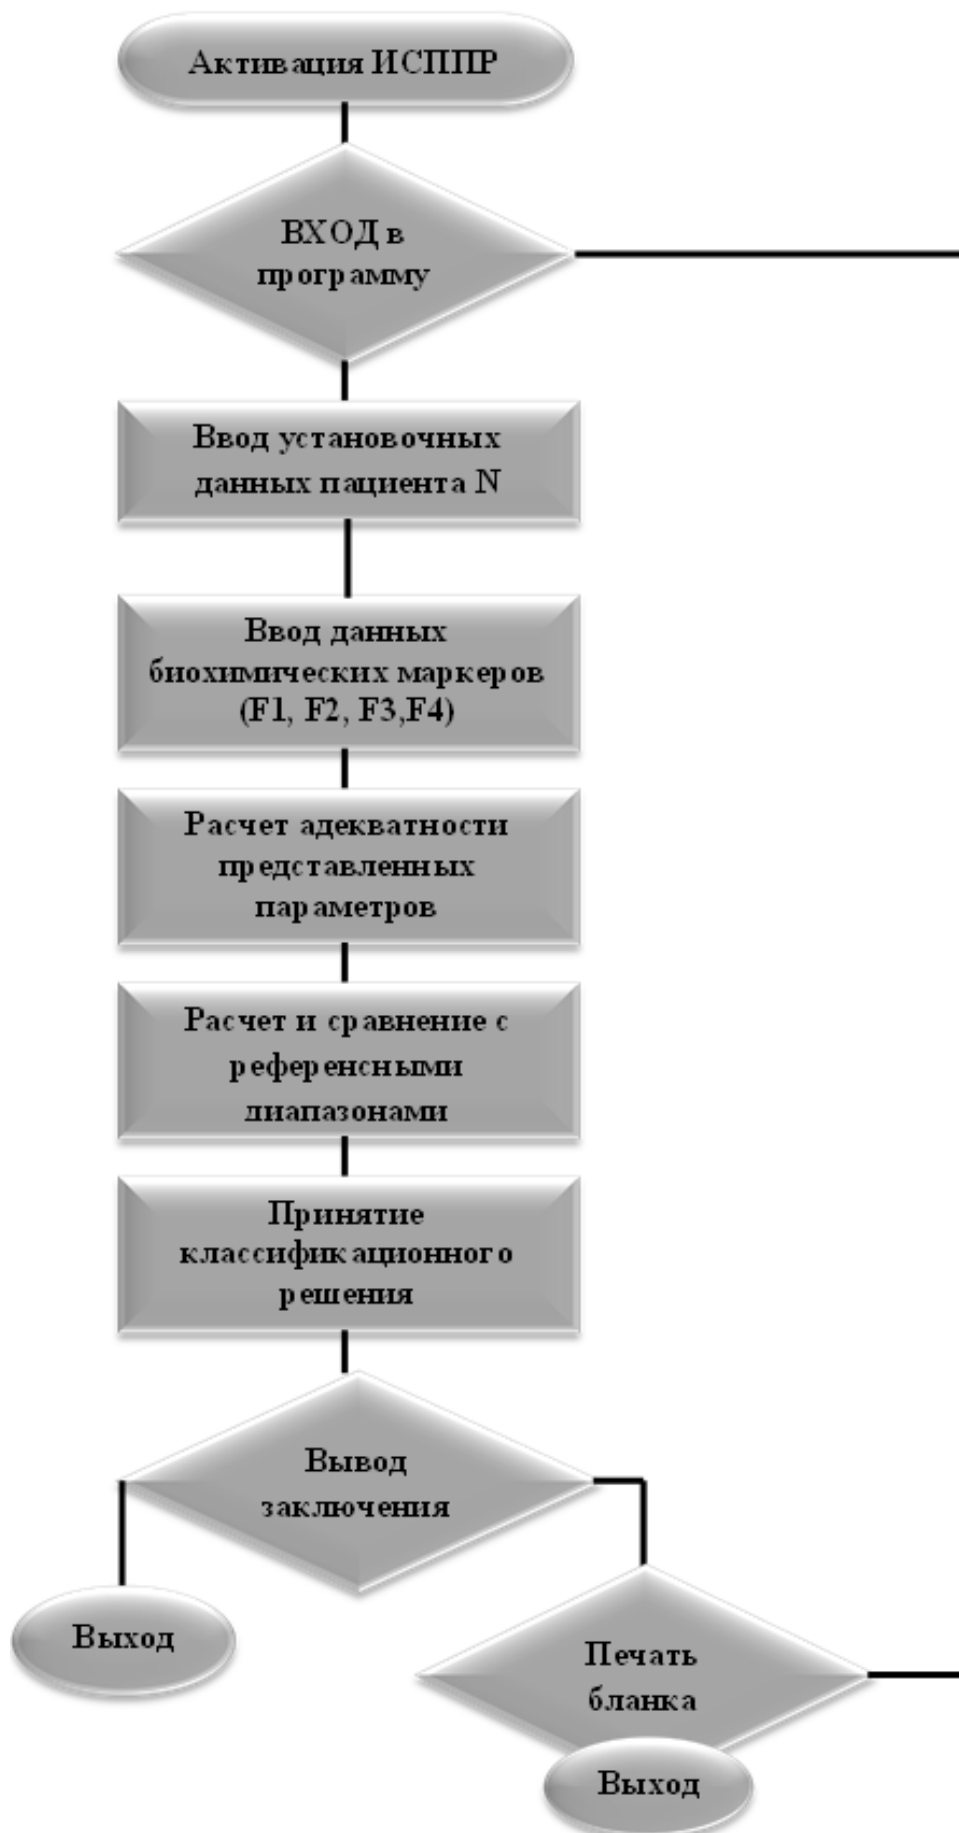 Активация ИСППР
ВХОД в
программу
Ввод установочных
данных пациента N
Ввод данных
биохимических маркеров
(F1, F2, F3,F4)
Расчет адекватности
представленных
параметров
Расчет и сравнение с
референсными
диапазонами
Принятие
классификационного
решения
Вывод
заключения
Выход
Печать
бланка
Выход